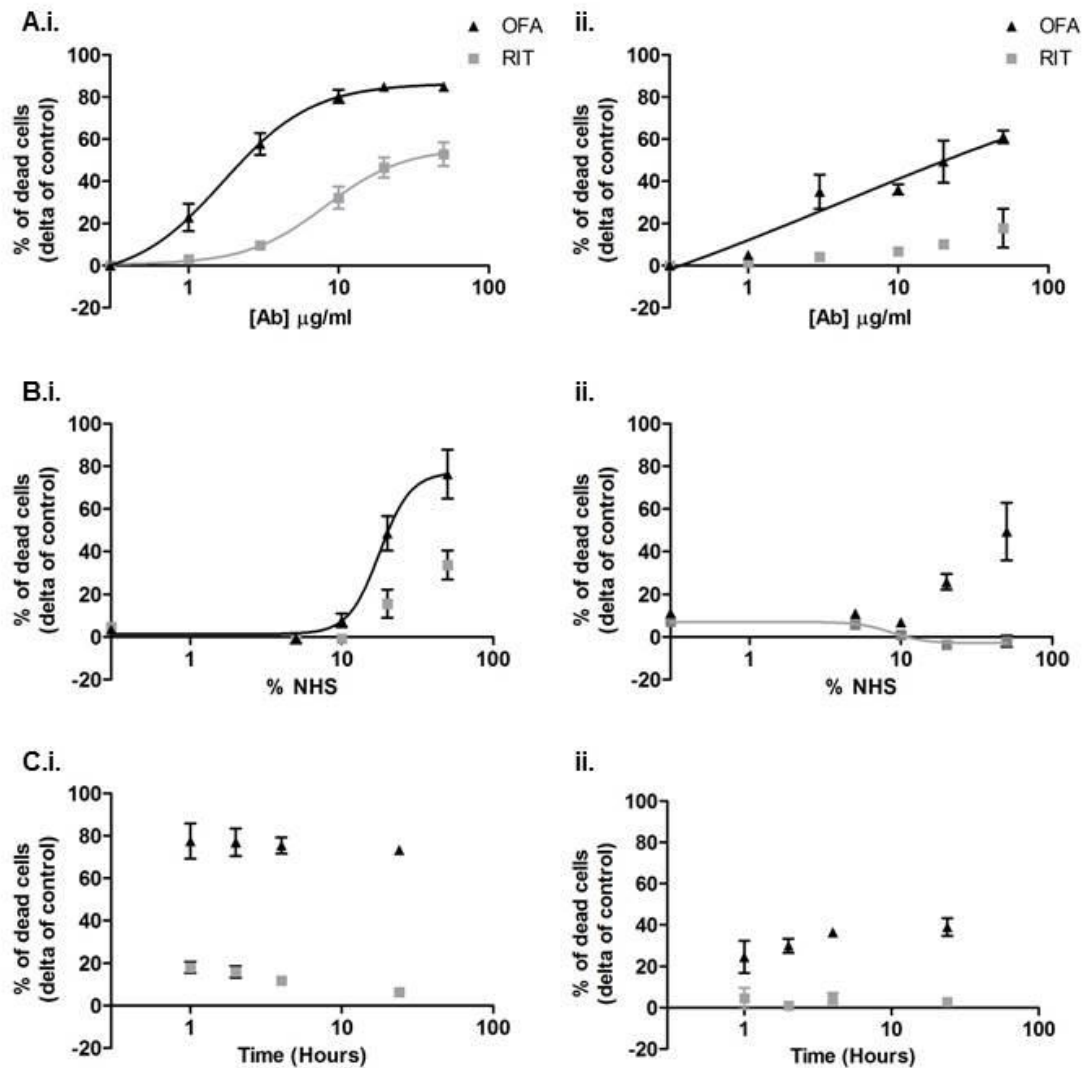 A.i.
OFA
RIT
% of dead cells
(delta of control)
100
80
60
40
20
0
-20
1
10
100
[Ab] μg/ml
ii.
OFA
RIT
% of dead cells
(delta of control)
100
80
60
40
20
0
-20
1
10
100
[Ab] μg/ml
B.i.
% of dead cells
(delta of control)
100
80
60
40
20
0
-20
1
10
100
% NHS
ii.
% of dead cells
(delta of control)
100
80
60
40
20
0
-20
1
10
100
% NHS
C.i.
% of dead cells
(delta of control)
100
80
60
40
20
0
-20
1
10
100
Time (Hours)
ii.
% of dead cells
(delta of control)
100
80
60
40
20
0
-20
1
10
100
Time (Hours)